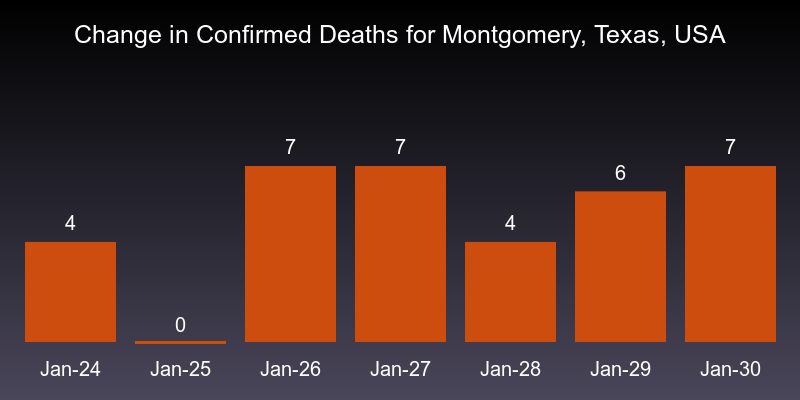 Change in Confirmed Deaths for Montgomery, Texas, USA
4
0
7
7
4
6
7
Jan-24
Jan-25
Jan-26
Jan-27
Jan-28
Jan-29
Jan-30